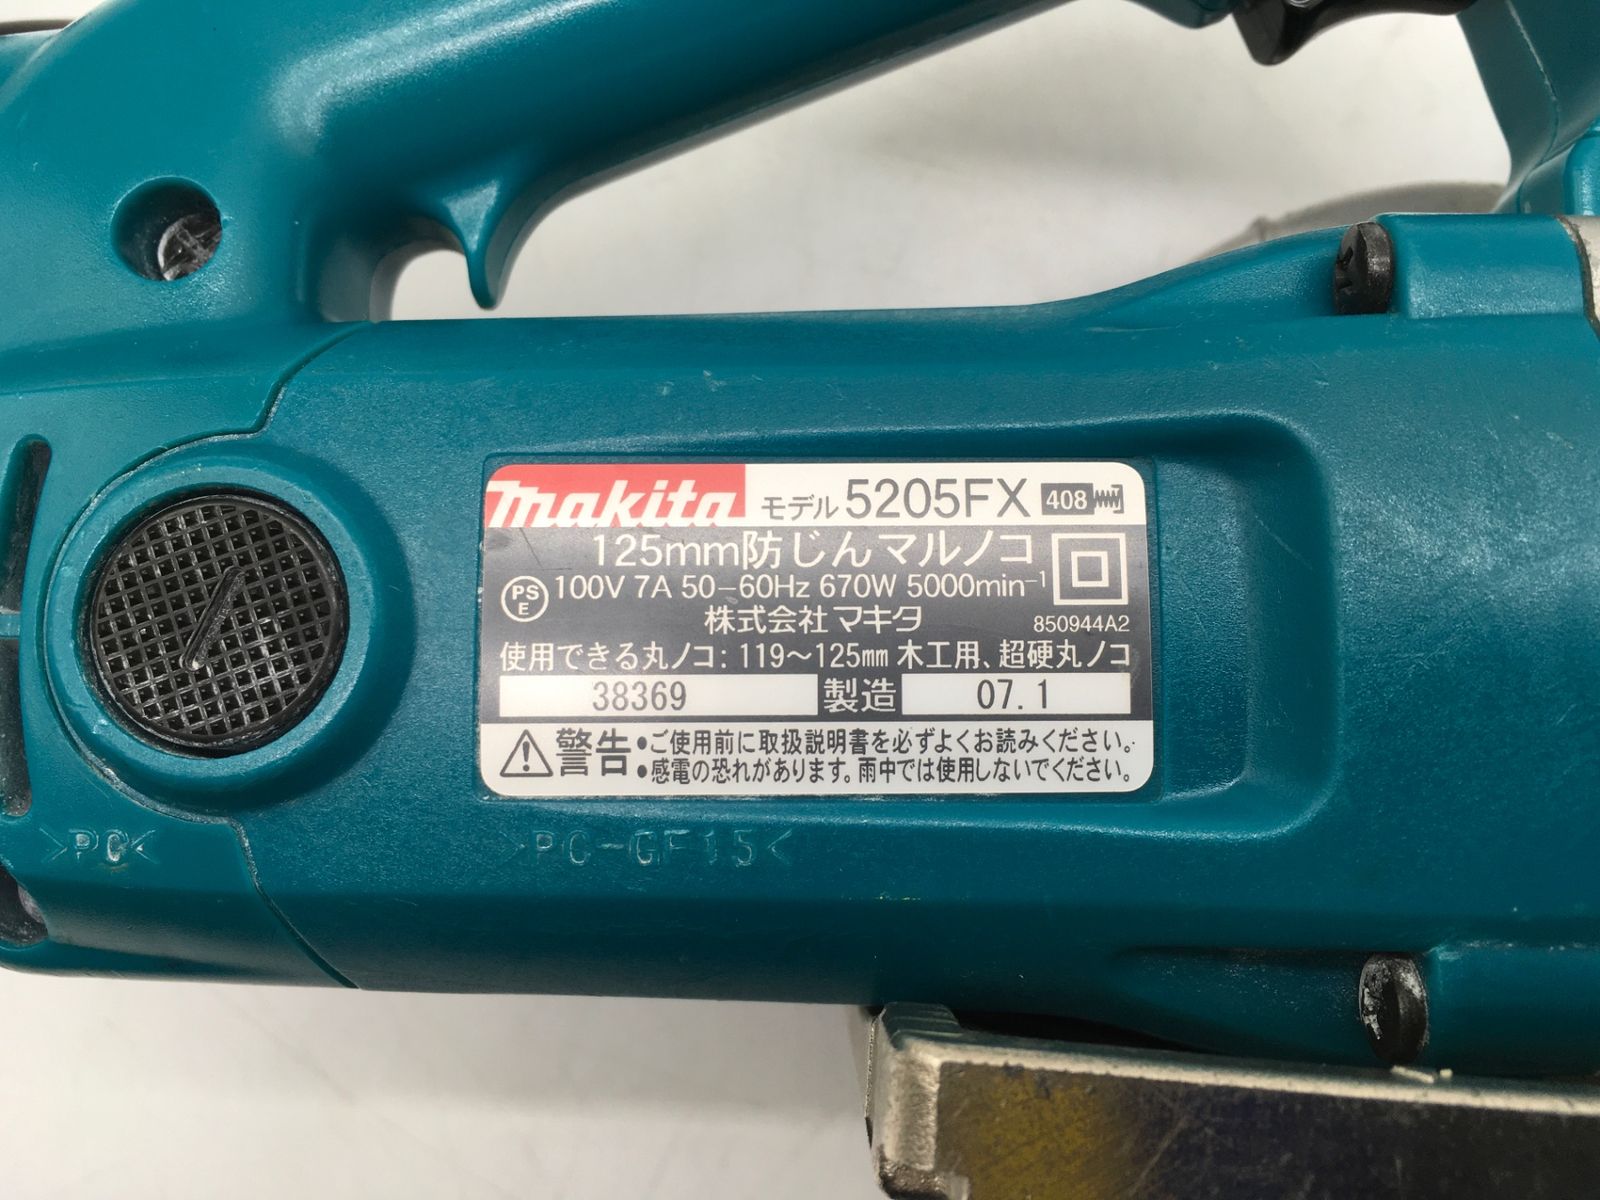 makita モデル 5205FX 408
125mm防じんマルノコ
PS
E
100V 7A 50-60Hz 670W 5000min⁻¹
株式会社 マキタ 850944A2
使用できる丸ノコ: 119～125mm 木工用、超硬丸ノコ
38369 製造 07.1
警告 •ご使用前に取扱説明書を必ずよくお読みください。
•感電の恐れがあります。雨中では使用しないでください。
>PC<
>PC-GF15<